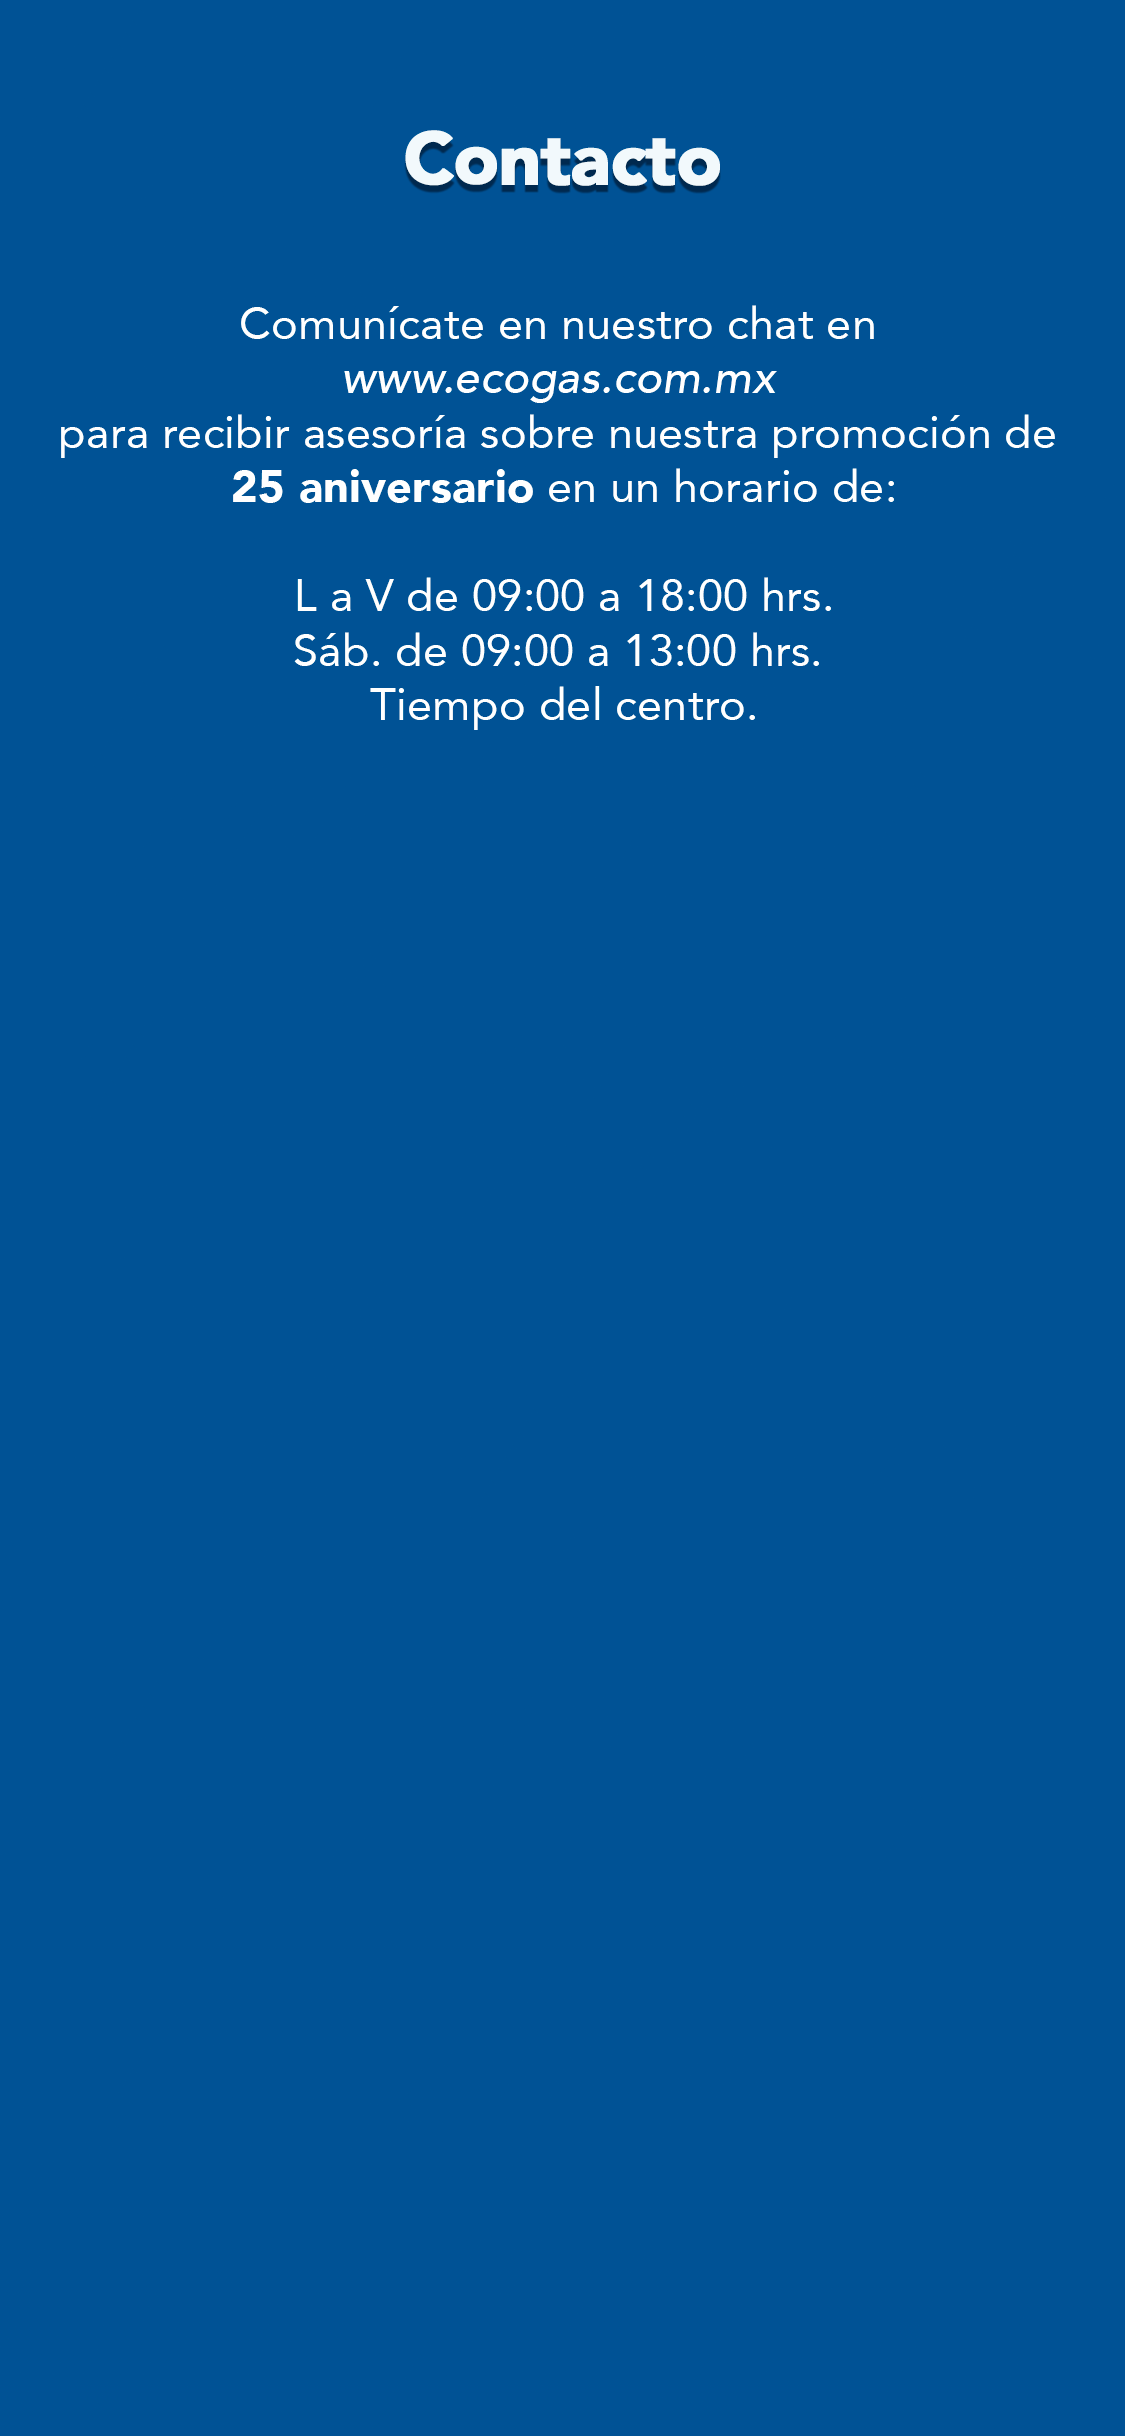 Contacto
Comunícate en nuestro chat en
www.ecogas.com.mx
para recibir asesoría sobre nuestra promoción de
25 aniversario en un horario de:
L a V de 09:00 a 18:00 hrs.
Sáb. de 09:00 a 13:00 hrs.
Tiempo del centro.